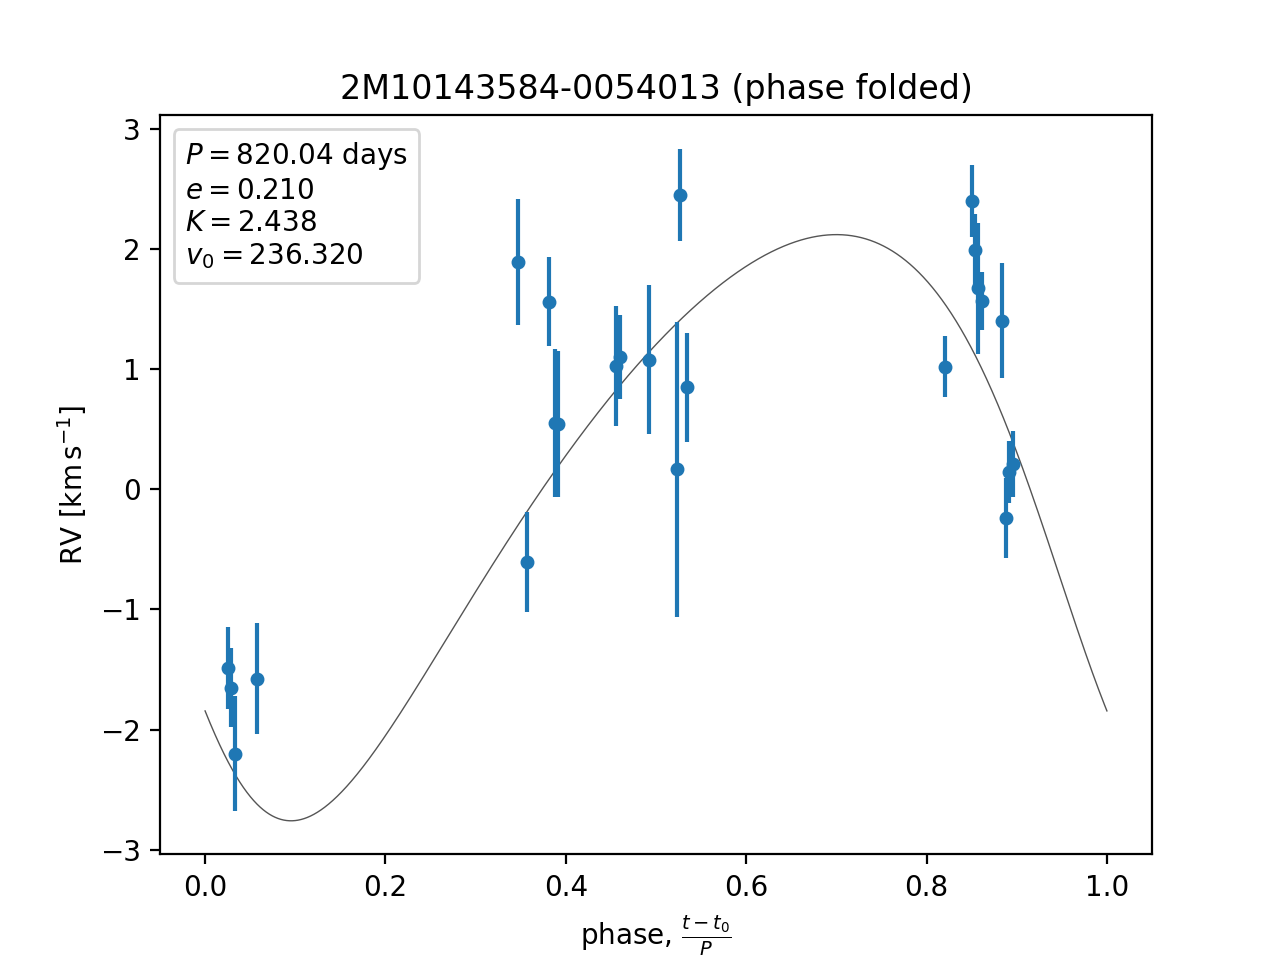 2M10143584-0054013 (phase folded)
P = 820.04 days
e = 0.210
K = 2.438
v₀ = 236.320
3
2
1
0
−1
−2
−3
RV [km s⁻¹]
0.0 0.2 0.4 0.6 0.8 1.0
phase, (t − t₀)/P